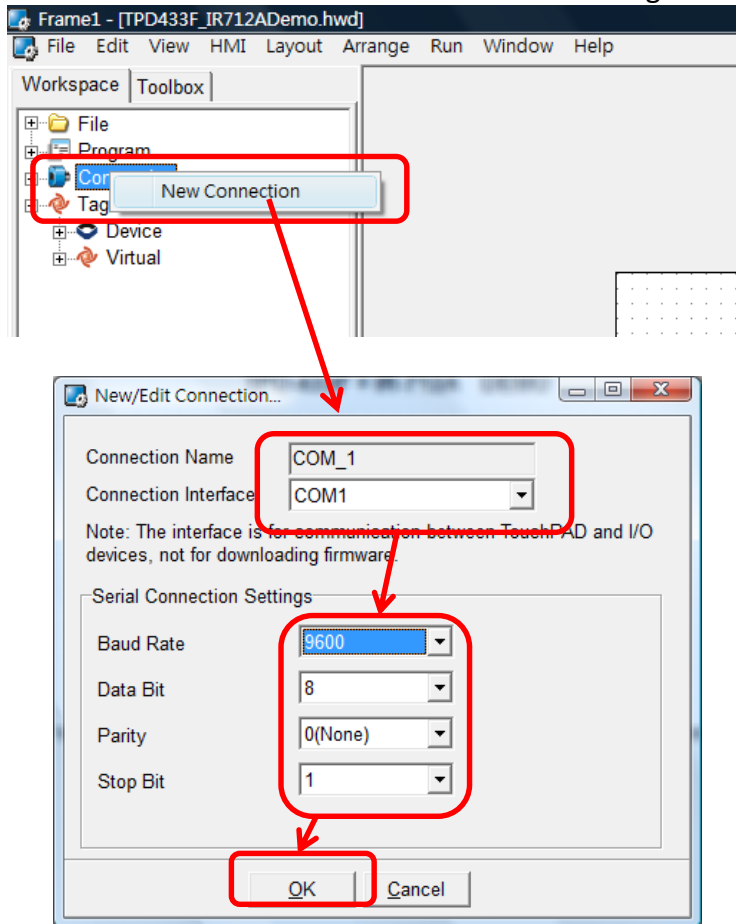 Frame1 - [TPD433F_IR712ADemo.hwd]
File Edit View HMI Layout Arrange Run Window Help
Workspace Toolbox
File
Program
New Connection
Tag
Device
Virtual
New/Edit Connection...
Connection Name COM_1
Connection Interface COM1
Note: The interface is for communication between TouchPAD and I/O
devices, not for downloading firmware.
Serial Connection Settings
Baud Rate 9600
Data Bit 8
Parity 0(None)
Stop Bit 1
OK Cancel